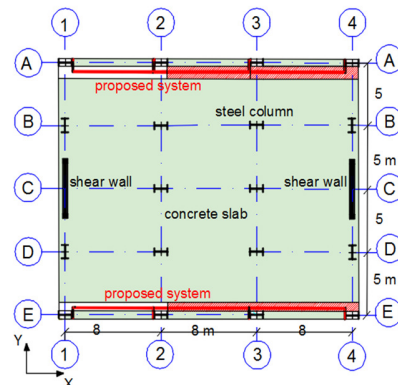 1 2 3 4
A A
proposed system
5
steel column
B B
5 m
shear wall shear wall
C C
concrete slab
5
D D
5 m
proposed system
E E
8 8 m 8
Y
1 2 3 4
X